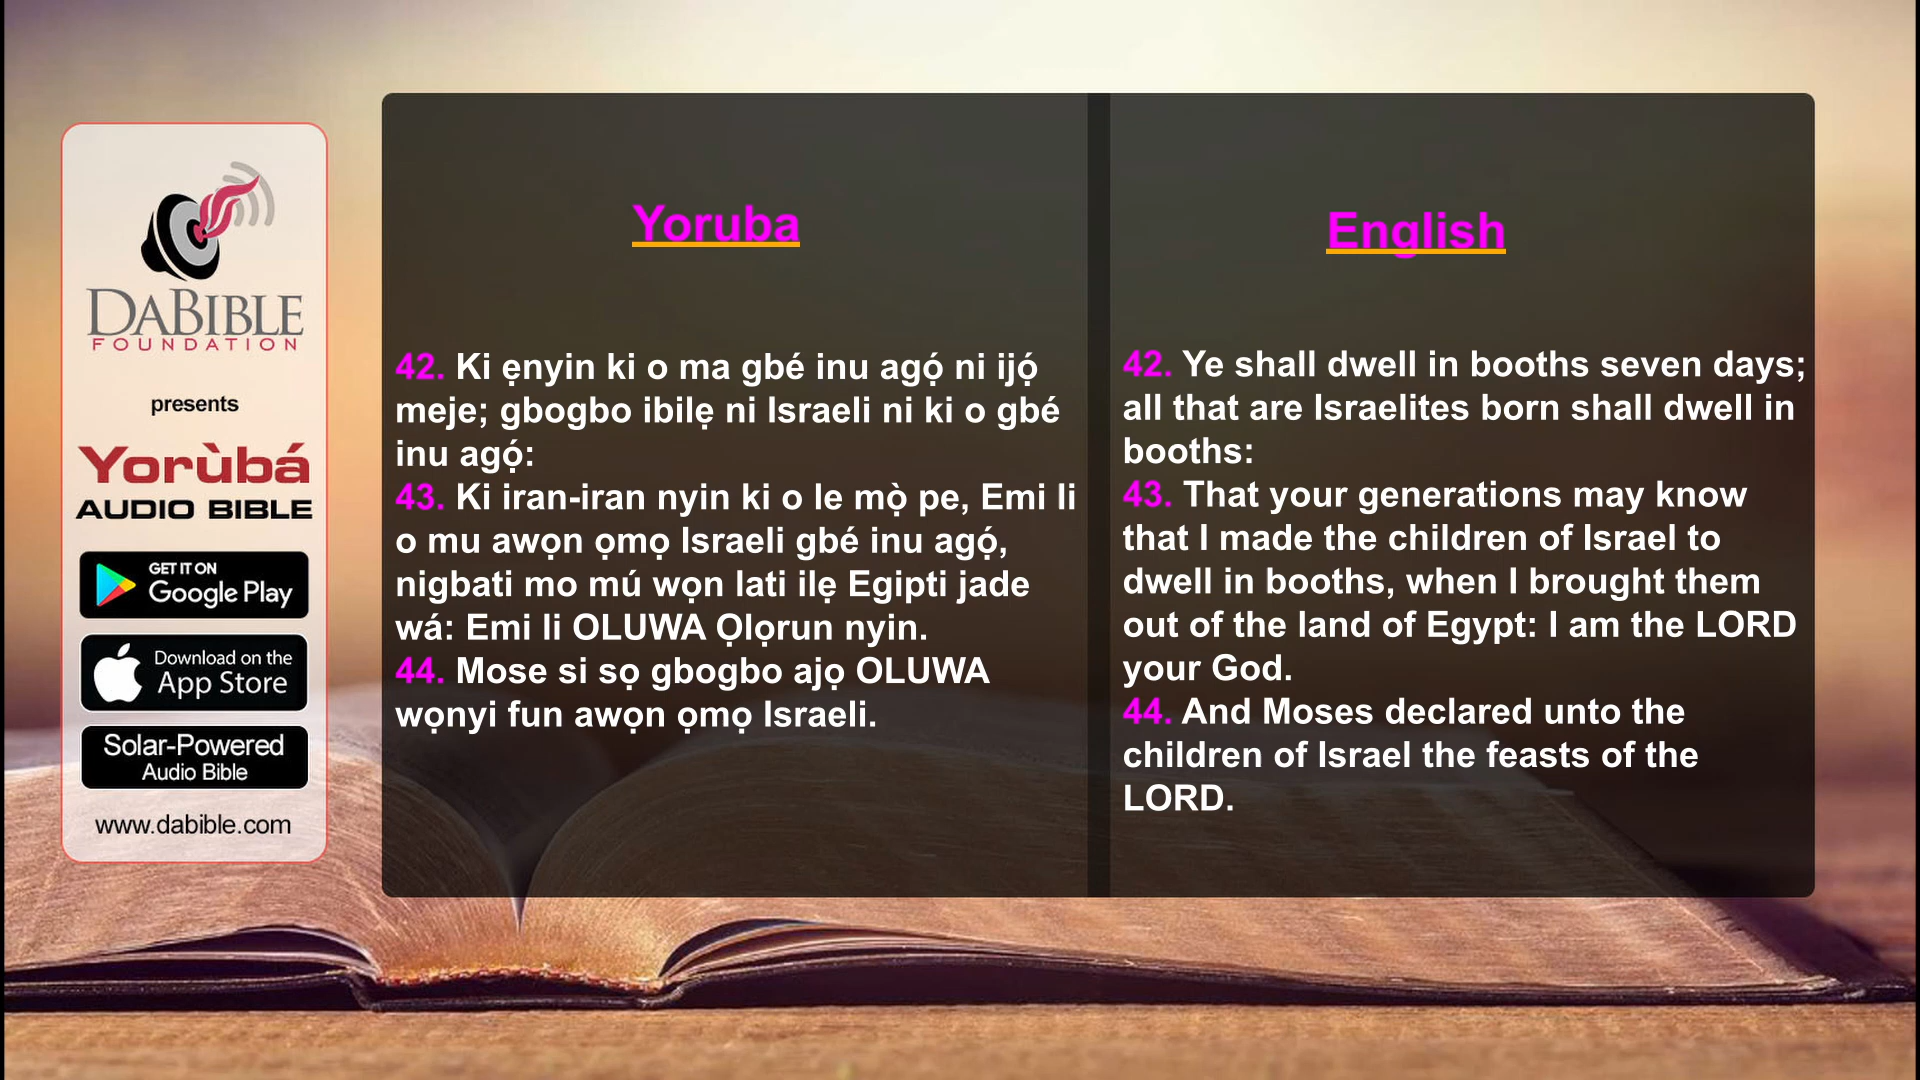 DABIBLE
FOUNDATION
presents
Yorùbá
AUDIO BIBLE
GET IT ON
Google Play
Download on the
App Store
Solar-Powered
Audio Bible
www.dabible.com
Yoruba
42. Ki ẹnyin ki o ma gbé inu agọ́ ni ijọ́
meje; gbogbo ibilẹ ni Israeli ni ki o gbé
inu agọ́:
43. Ki iran-iran nyin ki o le mọ̀ pe, Emi li
o mu awọn ọmọ Israeli gbé inu agọ́,
nigbati mo mú wọn lati ilẹ Egipti jade
wá: Emi li OLUWA Ọlọrun nyin.
44. Mose si sọ gbogbo ajọ OLUWA
wọnyi fun awọn ọmọ Israeli.
English
42. Ye shall dwell in booths seven days;
all that are Israelites born shall dwell in
booths:
43. That your generations may know
that I made the children of Israel to
dwell in booths, when I brought them
out of the land of Egypt: I am the LORD
your God.
44. And Moses declared unto the
children of Israel the feasts of the
LORD.